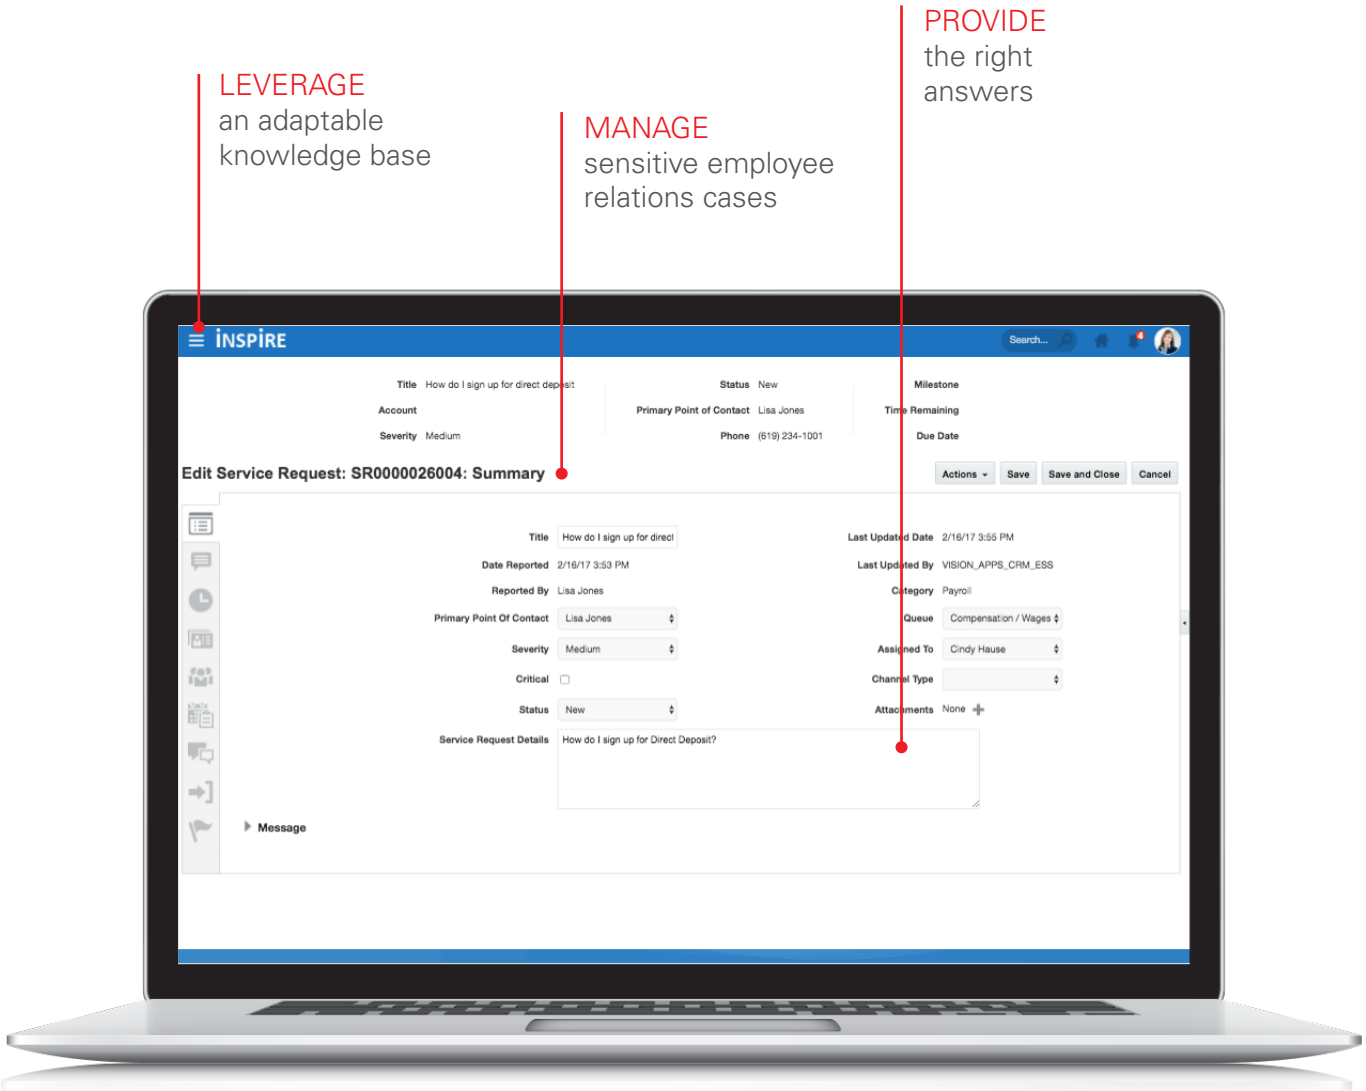 PROVIDE
the right
answers
LEVERAGE
an adaptable
knowledge base
MANAGE
sensitive employee
relations cases
iNSPiRE
Search...
4
Title How do I sign up for direct deposit
Status New
Milestone
Account
Primary Point of Contact Lisa Jones
Time Remaining
Severity Medium
Phone (619) 234-1001
Due Date
Edit Service Request: SR0000026004: Summary
Actions
Save
Save and Close
Cancel
Title How do I sign up for direct
Last Updated Date 2/16/17 3:55 PM
Date Reported 2/16/17 3:53 PM
Last Updated By VISION_APPS_CRM_ESS
Reported By Lisa Jones
Category Payroll
Primary Point Of Contact Lisa Jones
Queue Compensation / Wages
Severity Medium
Assigned To Cindy Hause
Critical
Channel Type
Status New
Attachments None
Service Request Details How do I sign up for Direct Deposit?
Message